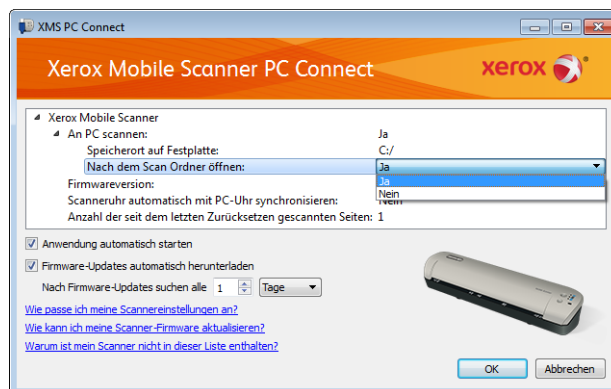 XMS PC Connect
Xerox Mobile Scanner PC Connect
xerox
Xerox Mobile Scanner
An PC scannen: Ja
Speicherort auf Festplatte: C:/
Nach dem Scan Ordner öffnen: Ja
Ja
Firmwareversion:
Nein
Scanneruhr automatisch mit PC-Uhr synchronisieren: Nein
Anzahl der seit dem letzten Zurücksetzen gescannten Seiten: 1
Anwendung automatisch starten
Firmware-Updates automatisch herunterladen
Nach Firmware-Updates suchen alle 1 Tage
Wie passe ich meine Scannereinstellungen an?
Wie kann ich meine Scanner-Firmware aktualisieren?
Warum ist mein Scanner nicht in dieser Liste enthalten?
OK Abbrechen